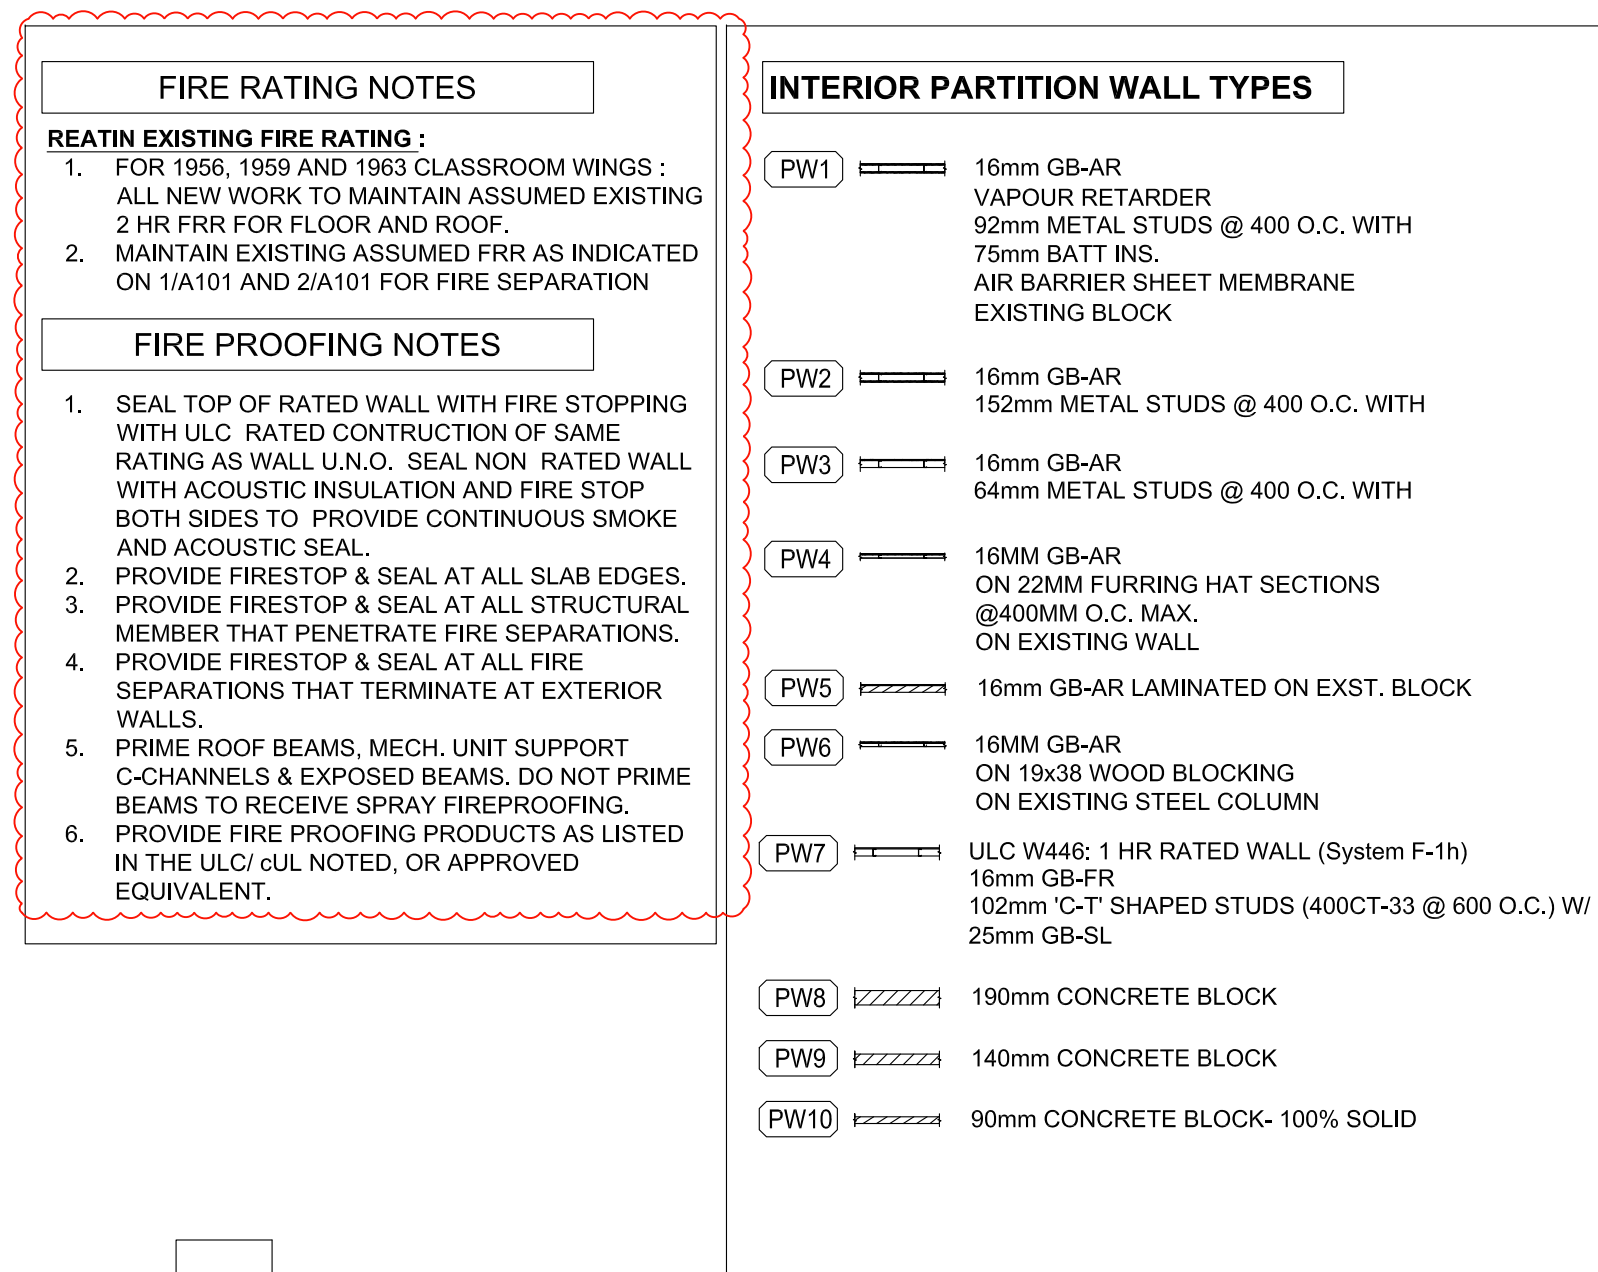 FIRE RATING NOTES
REATIN EXISTING FIRE RATING :
1. FOR 1956, 1959 AND 1963 CLASSROOM WINGS :
ALL NEW WORK TO MAINTAIN ASSUMED EXISTING
2 HR FRR FOR FLOOR AND ROOF.
2. MAINTAIN EXISTING ASSUMED FRR AS INDICATED
ON 1/A101 AND 2/A101 FOR FIRE SEPARATION
FIRE PROOFING NOTES
1. SEAL TOP OF RATED WALL WITH FIRE STOPPING
WITH ULC RATED CONTRUCTION OF SAME
RATING AS WALL U.N.O. SEAL NON RATED WALL
WITH ACOUSTIC INSULATION AND FIRE STOP
BOTH SIDES TO PROVIDE CONTINUOUS SMOKE
AND ACOUSTIC SEAL.
2. PROVIDE FIRESTOP & SEAL AT ALL SLAB EDGES.
3. PROVIDE FIRESTOP & SEAL AT ALL STRUCTURAL
MEMBER THAT PENETRATE FIRE SEPARATIONS.
4. PROVIDE FIRESTOP & SEAL AT ALL FIRE
SEPARATIONS THAT TERMINATE AT EXTERIOR
WALLS.
5. PRIME ROOF BEAMS, MECH. UNIT SUPPORT
C-CHANNELS & EXPOSED BEAMS. DO NOT PRIME
BEAMS TO RECEIVE SPRAY FIREPROOFING.
6. PROVIDE FIRE PROOFING PRODUCTS AS LISTED
IN THE ULC/ cUL NOTED, OR APPROVED
EQUIVALENT.
INTERIOR PARTITION WALL TYPES
PW1 16mm GB-AR
VAPOUR RETARDER
92mm METAL STUDS @ 400 O.C. WITH
75mm BATT INS.
AIR BARRIER SHEET MEMBRANE
EXISTING BLOCK
PW2 16mm GB-AR
152mm METAL STUDS @ 400 O.C. WITH
PW3 16mm GB-AR
64mm METAL STUDS @ 400 O.C. WITH
PW4 16MM GB-AR
ON 22MM FURRING HAT SECTIONS
@400MM O.C. MAX.
ON EXISTING WALL
PW5 16mm GB-AR LAMINATED ON EXST. BLOCK
PW6 16MM GB-AR
ON 19x38 WOOD BLOCKING
ON EXISTING STEEL COLUMN
PW7 ULC W446: 1 HR RATED WALL (System F-1h)
16mm GB-FR
102mm 'C-T' SHAPED STUDS (400CT-33 @ 600 O.C.) W/
25mm GB-SL
PW8 190mm CONCRETE BLOCK
PW9 140mm CONCRETE BLOCK
PW10 90mm CONCRETE BLOCK- 100% SOLID